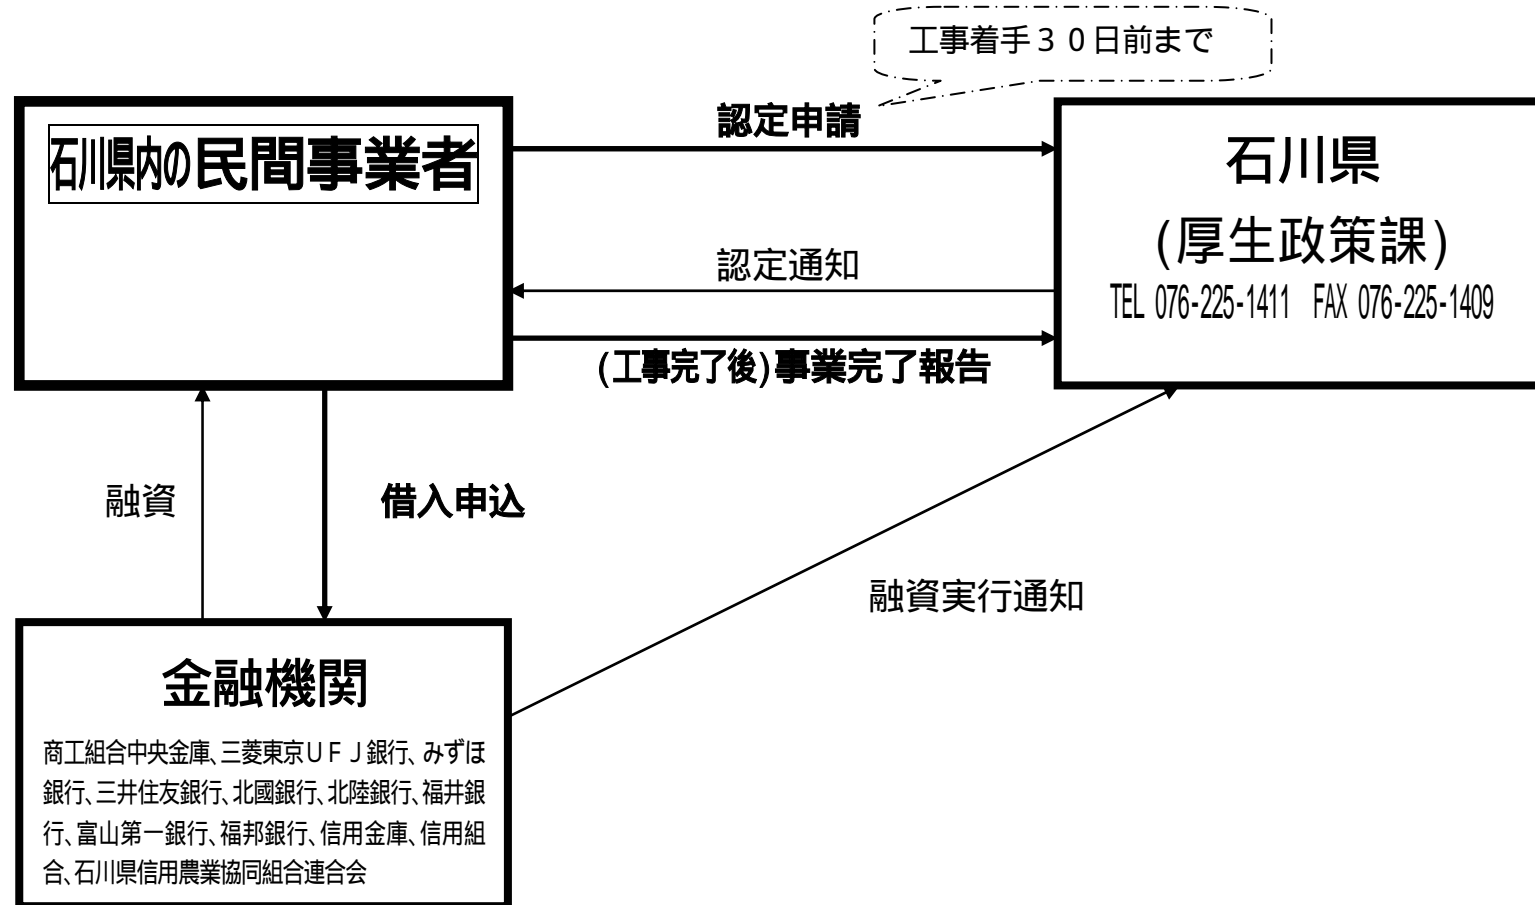 工事着手３０日前まで
認定申請
石川県内の民間事業者
石川県
(厚生政策課)
TEL 076-225-1411　FAX 076-225-1409
認定通知
(工事完了後)事業完了報告
融資
借入申込
融資実行通知
金融機関
商工組合中央金庫、三菱東京ＵＦＪ銀行、みずほ
銀行、三井住友銀行、北國銀行、北陸銀行、福井銀
行、富山第一銀行、福邦銀行、信用金庫、信用組
合、石川県信用農業協同組合連合会